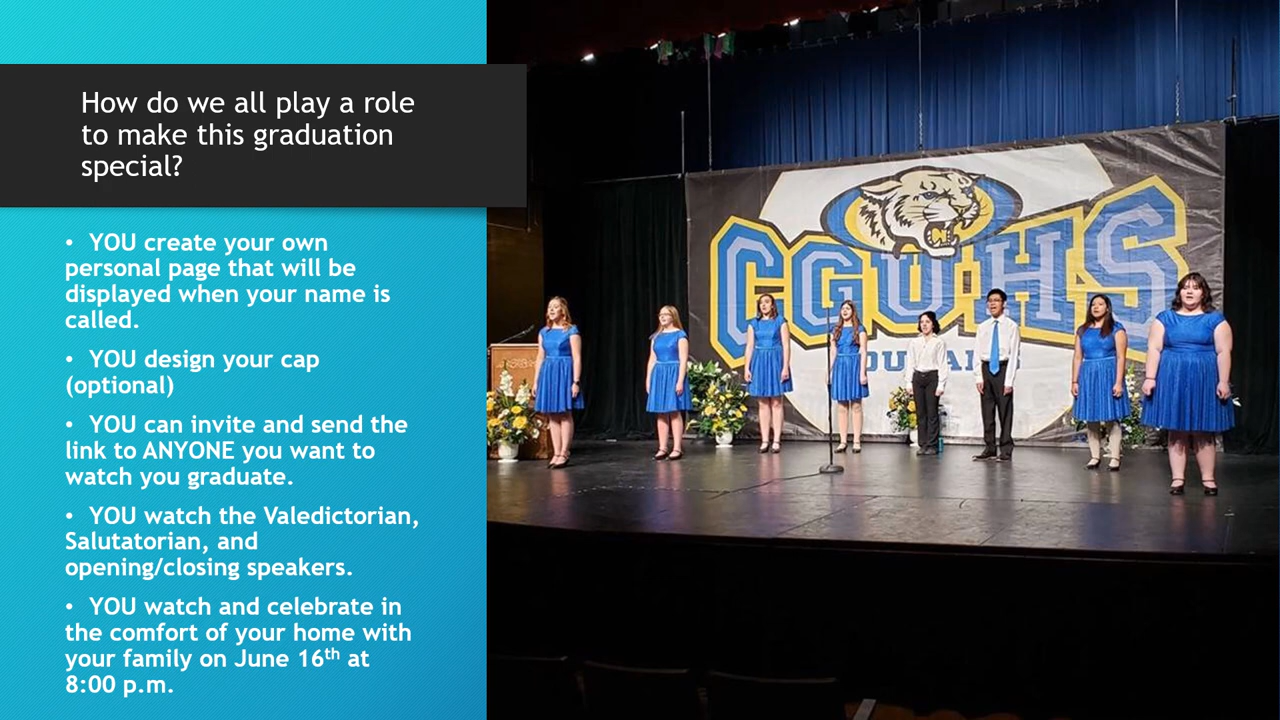 How do we all play a role
to make this graduation
special?
• YOU create your own
personal page that will be
displayed when your name is
called.
• YOU design your cap
(optional)
• YOU can invite and send the
link to ANYONE you want to
watch you graduate.
• YOU watch the Valedictorian,
Salutatorian, and
opening/closing speakers.
• YOU watch and celebrate in
the comfort of your home with
your family on June 16th at
8:00 p.m.
CGUHS